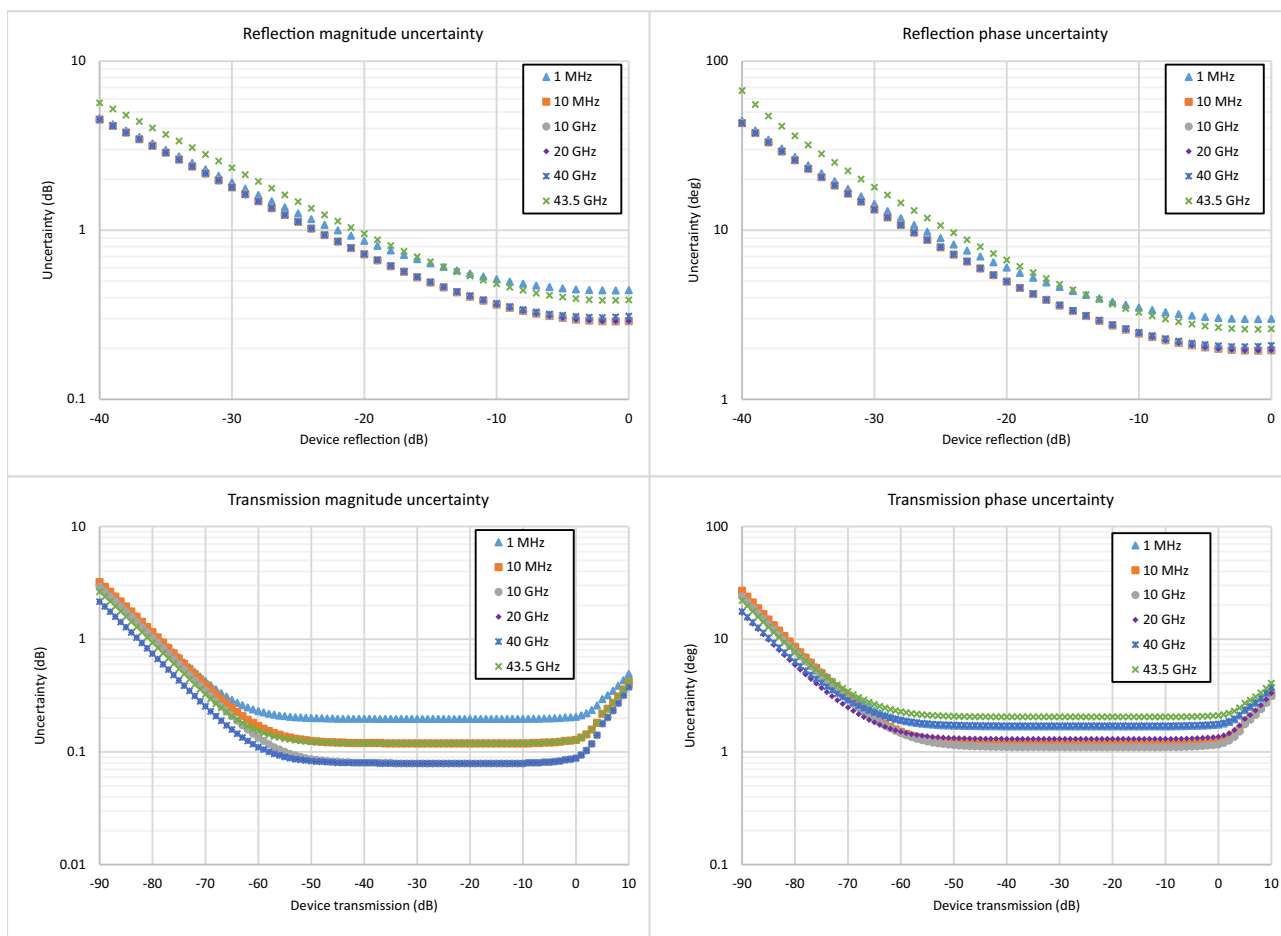 Reflection magnitude uncertainty
10
1
0.1
Uncertainty (dB)
1 MHz
10 MHz
10 GHz
20 GHz
40 GHz
43.5 GHz
-40
-30
-20
-10
0
Device reflection (dB)
Reflection phase uncertainty
100
10
1
Uncertainty (deg)
1 MHz
10 MHz
10 GHz
20 GHz
40 GHz
43.5 GHz
-40
-30
-20
-10
0
Device reflection (dB)
Transmission magnitude uncertainty
10
1
0.1
0.01
Uncertainty (dB)
1 MHz
10 MHz
10 GHz
20 GHz
40 GHz
43.5 GHz
-90
-80
-70
-60
-50
-40
-30
-20
-10
0
10
Device transmission (dB)
Transmission phase uncertainty
100
10
1
0.1
Uncertainty (deg)
1 MHz
10 MHz
10 GHz
20 GHz
40 GHz
43.5 GHz
-90
-80
-70
-60
-50
-40
-30
-20
-10
0
10
Device transmission (dB)